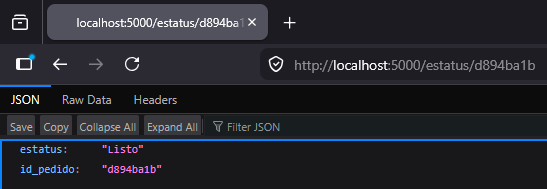 localhost:5000/estatus/d894ba1
http://localhost:5000/estatus/d894ba1b
JSON Raw Data Headers
Save Copy Collapse All Expand All Filter JSON
estatus: "Listo"
id_pedido: "d894ba1b"